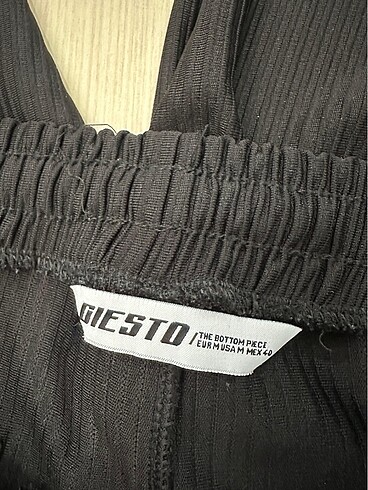 GIESTO
/THE BOTTOM PIECE
EUR M USA M MEX 40